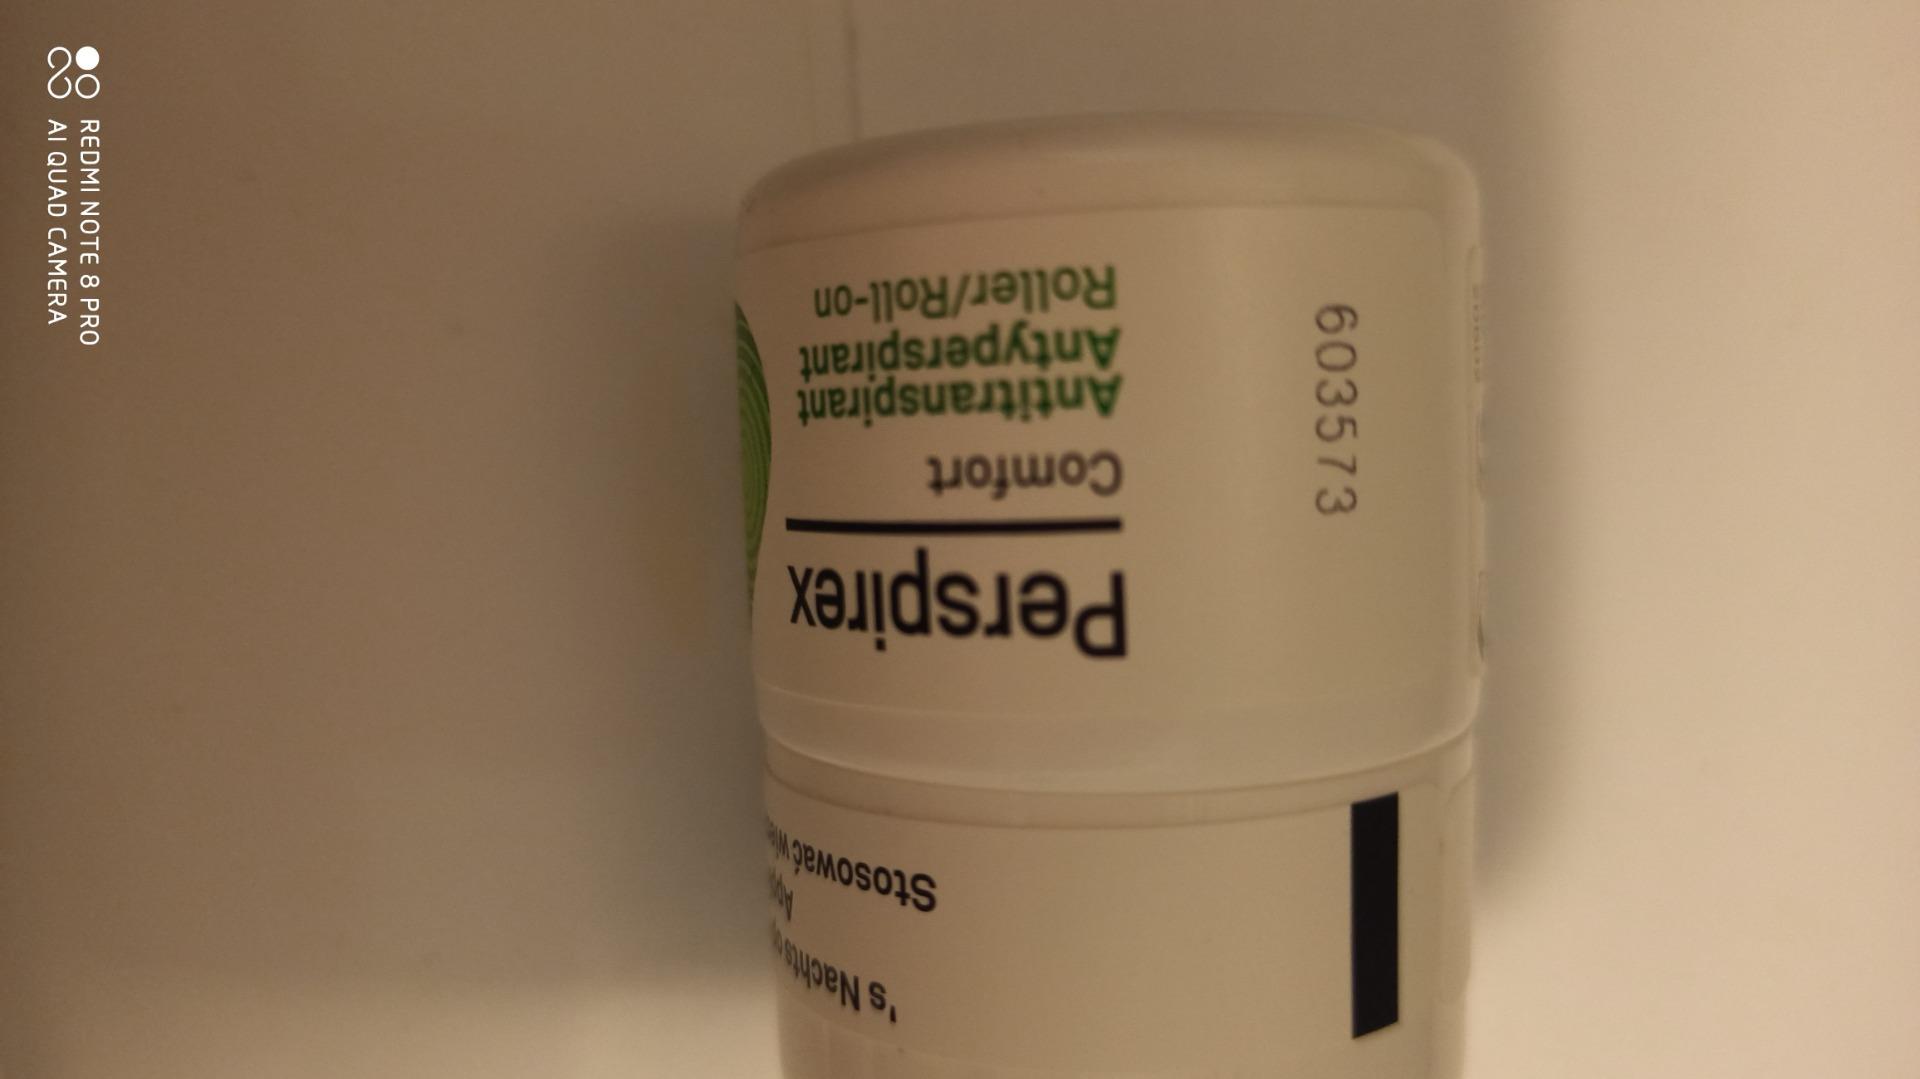 Perspirex
Comfort
Antitranspirant
Antyperspirant
Roller/Roll-on
603573
's Nachts
Stosować
REDMI NOTE 8 PRO
AI QUAD CAMERA